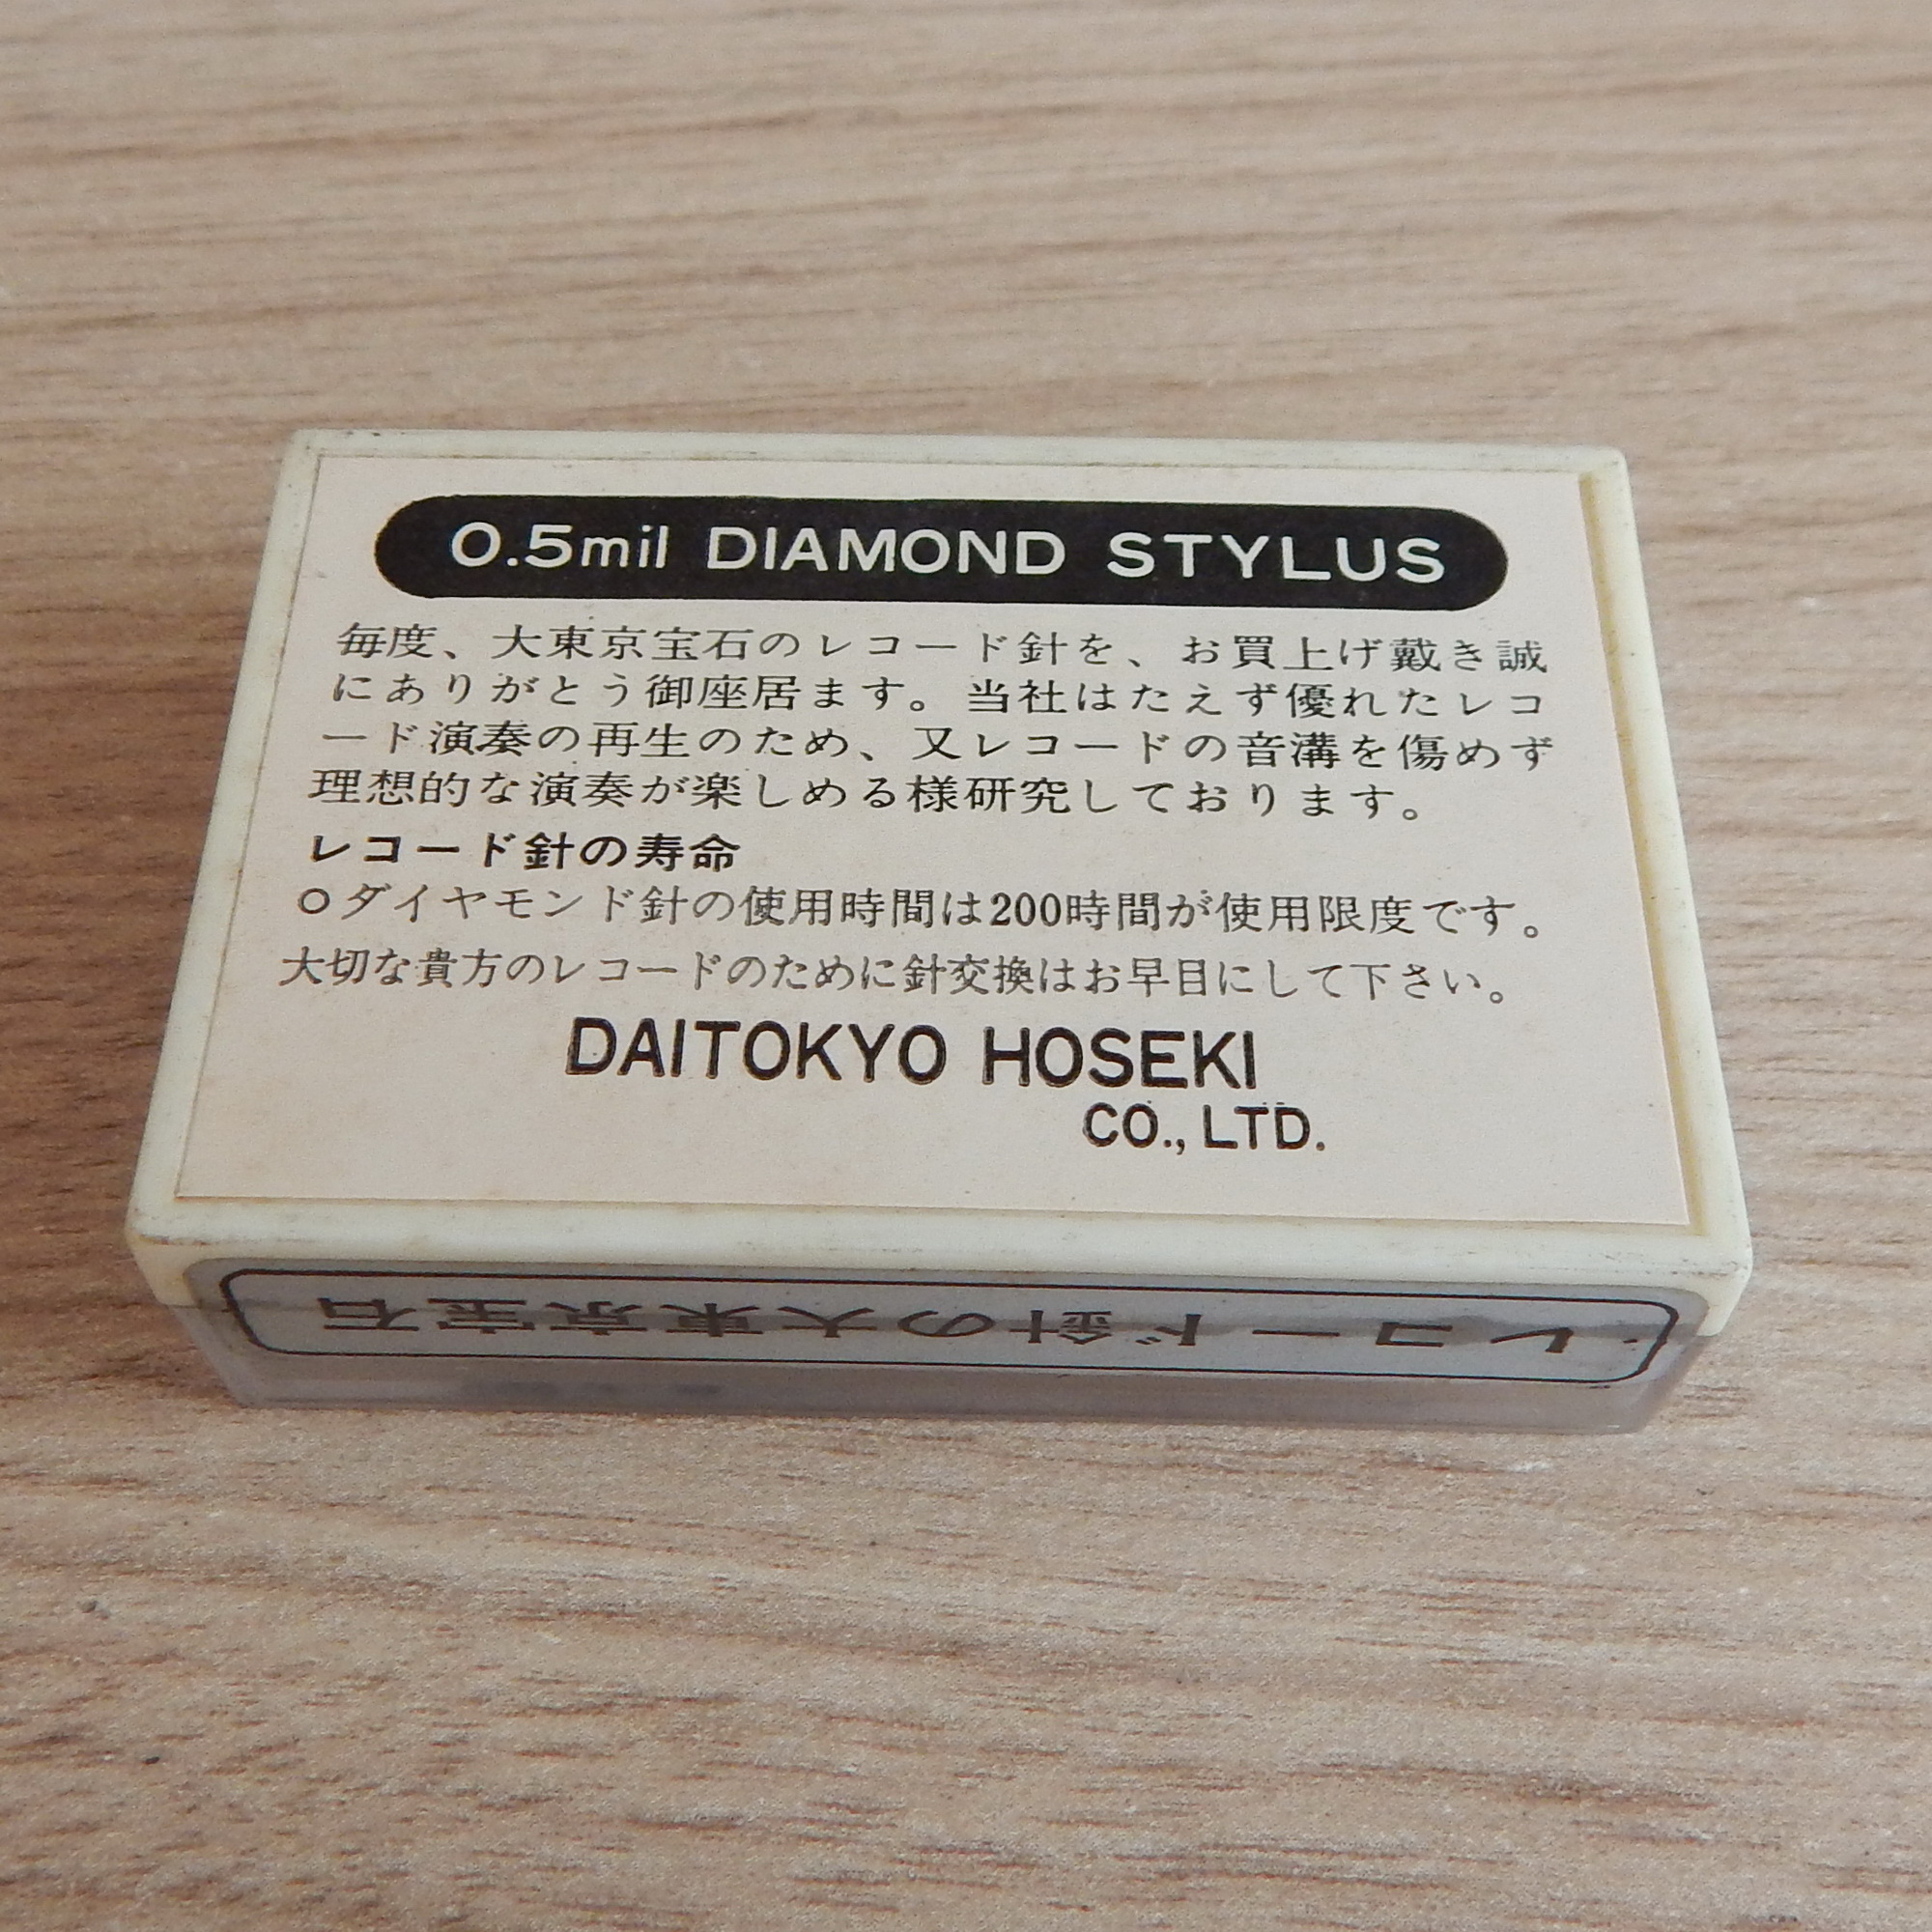 0.5mil DIAMOND STYLUS
毎度、大東京宝石のレコード針を、お買上げ戴き誠
にありがとう御座居ます。当社はたえず優れたレコ
ード演奏の再生のため、又レコードの音溝を傷めず
理想的な演奏が楽しめる様研究しております。
レコード針の寿命
○ダイヤモンド針の使用時間は200時間が使用限度です。
大切な貴方のレコードのために針交換はお早目にして下さい。
DAITOKYO HOSEKI
CO., LTD.
レコード針の大東京宝石